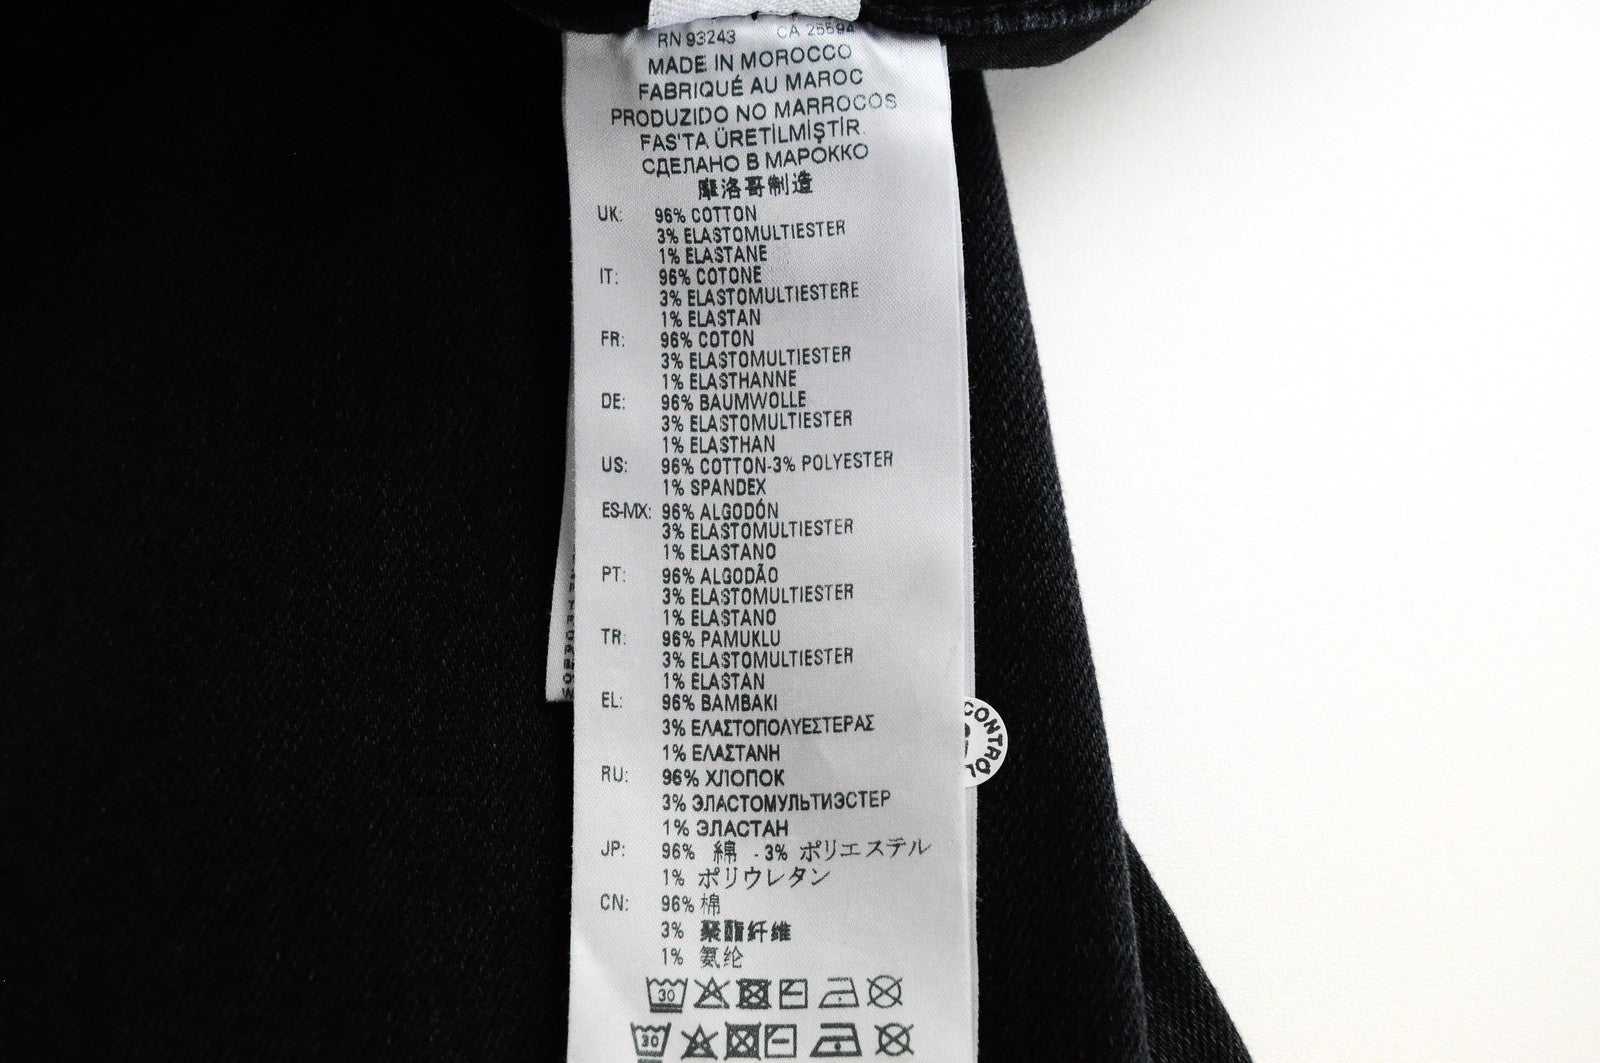 RN 93243 CA 25594
MADE IN MOROCCO
FABRIQUÉ AU MAROC
PRODUZIDO NO MARROCOS
FAS'TA ÜRETİLMİŞTİR.
СДЕЛАНО В МАРОККО
摩洛哥制造
UK: 96% COTTON
3% ELASTOMULTIESTER
1% ELASTANE
IT: 96% COTONE
3% ELASTOMULTIESTERE
1% ELASTAN
FR: 96% COTON
3% ELASTOMULTIESTER
1% ELASTHANNE
DE: 96% BAUMWOLLE
3% ELASTOMULTIESTER
1% ELASTHAN
US: 96% COTTON-3% POLYESTER
1% SPANDEX
ES-MX: 96% ALGODÓN
3% ELASTOMULTIESTER
1% ELASTANO
PT: 96% ALGODÃO
3% ELASTOMULTIESTER
1% ELASTANO
TR: 96% PAMUKLU
3% ELASTOMULTIESTER
1% ELASTAN
EL: 96% BAMBAKI
3% ΕΛΑΣΤΟΠΟΛΥΕΣΤΕΡΑΣ
1% ΕΛΑΣΤΑΝΗ
RU: 96% ХЛОПОК
3% ЭЛАСТОМУЛЬТИЭСТЕР
1% ЭЛАСТАН
JP: 96% 綿 - 3% ポリエステル
1% ポリウレタン
CN: 96% 棉
3% 聚酯纤维
1% 氨纶
30
30
CONTROL